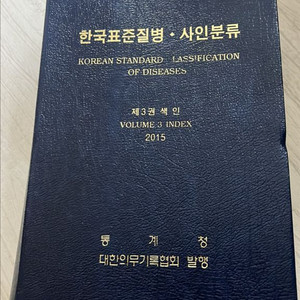 한국표준질병・사인분류
KOREAN STANDARD LASSIFICATION
OF DISEASES
제3권 색인
VOLUME 3 INDEX
2015
통계청
대한의무기록협회 발행